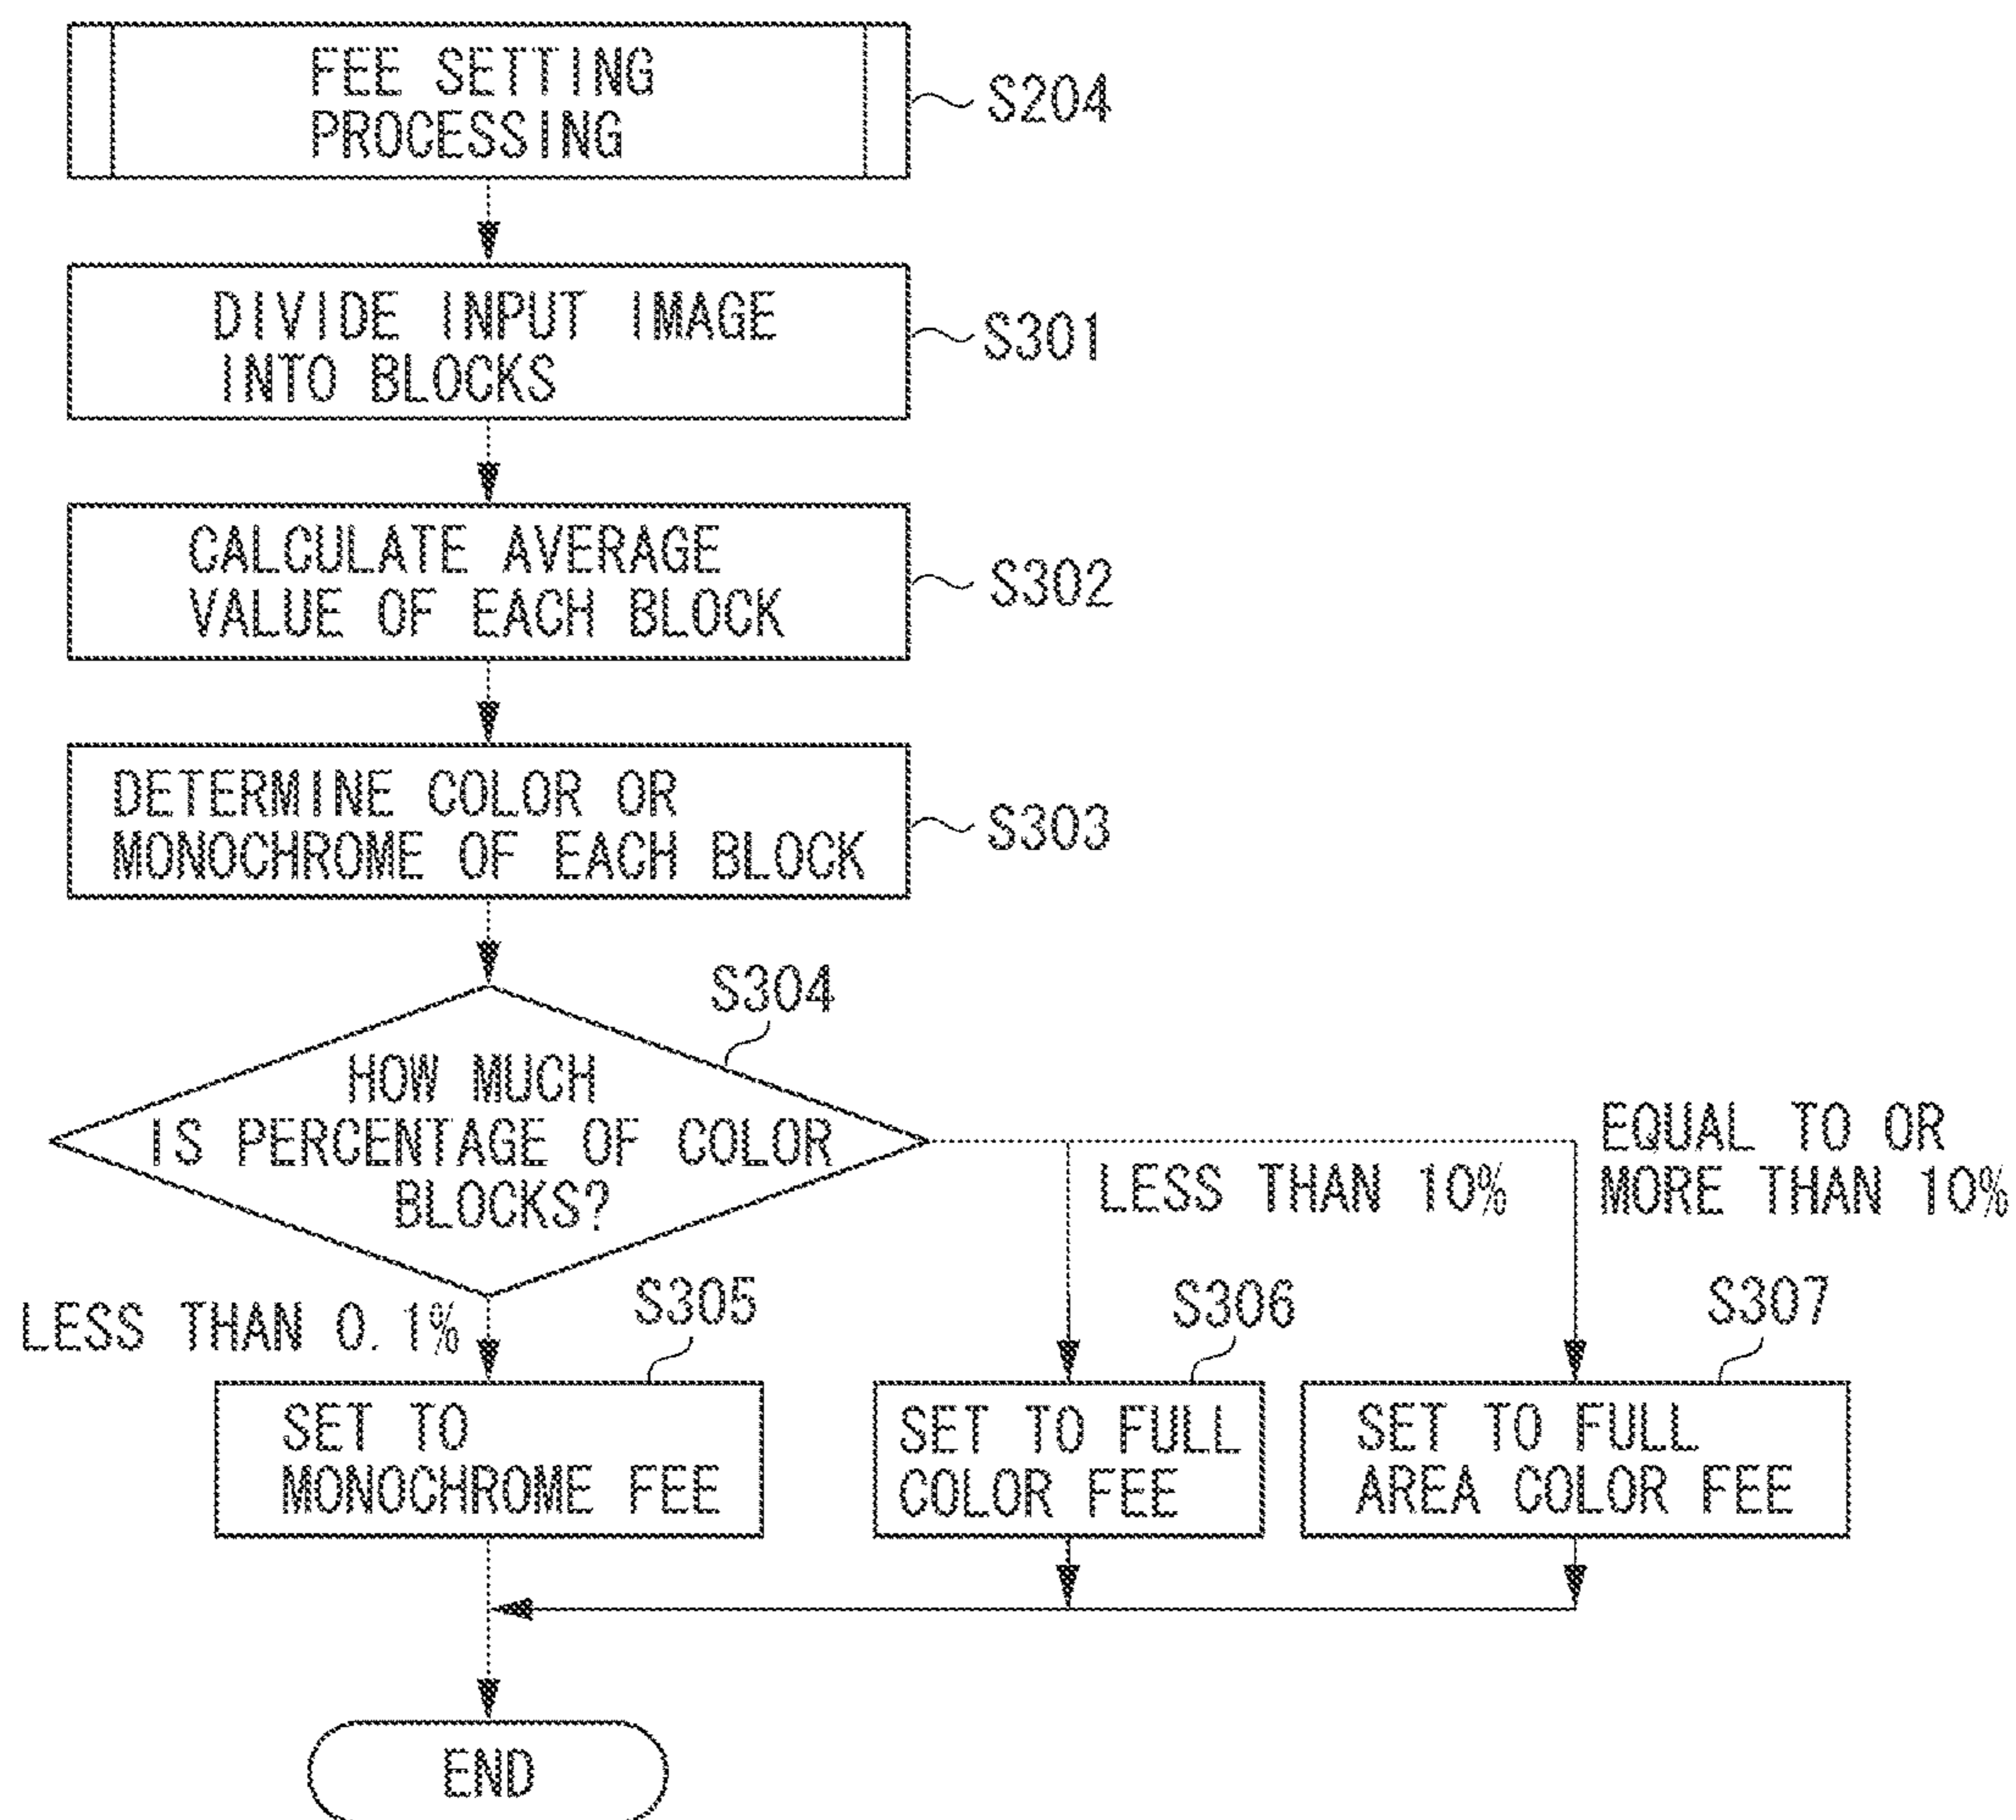 FEE SETTING
PROCESSING
S204
DIVIDE INPUT IMAGE
INTO BLOCKS
S301
CALCULATE AVERAGE
VALUE OF EACH BLOCK
S302
DETERMINE COLOR OR
MONOCHROME OF EACH BLOCK
S303
S304
HOW MUCH
IS PERCENTAGE OF COLOR
BLOCKS?
LESS THAN 10%
EQUAL TO OR
MORE THAN 10%
LESS THAN 0.1%
S305
S306
S307
SET TO
MONOCHROME FEE
SET TO FULL
COLOR FEE
SET TO FULL
AREA COLOR FEE
END